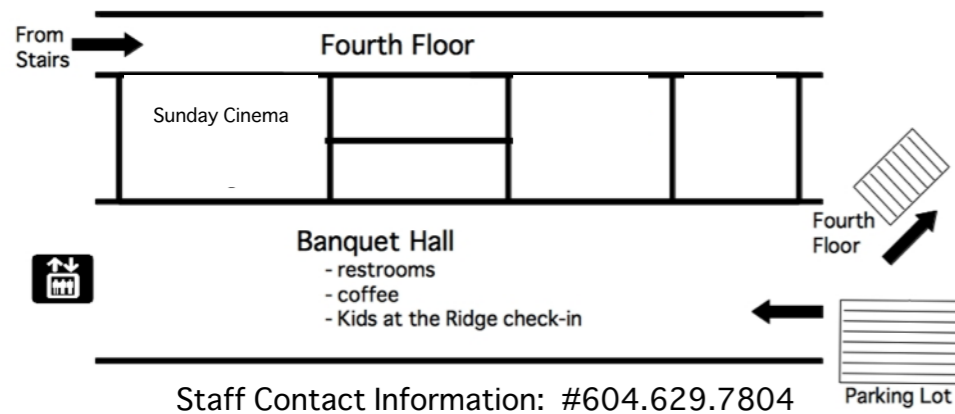 From
Stairs
Fourth Floor
Sunday Cinema
Fourth
Floor
Banquet Hall
- restrooms
- coffee
- Kids at the Ridge check-in
Parking Lot
Staff Contact Information: #604.629.7804